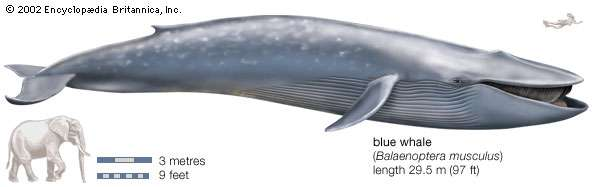 © 2002 Encyclopædia Britannica, Inc.
3 metres
9 feet
blue whale
(Balaenoptera musculus)
length 29.5 m (97 ft)